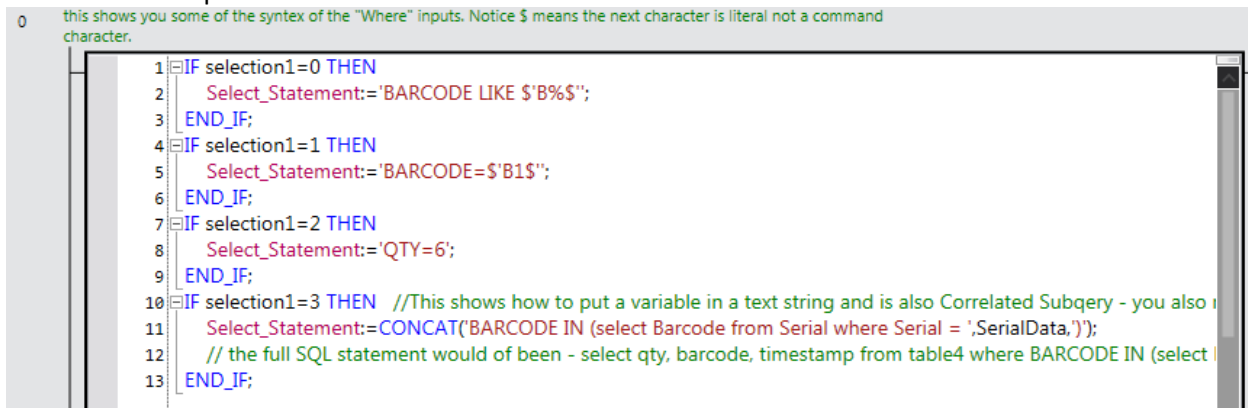 0 this shows you some of the syntex of the "Where" inputs. Notice $ means the next character is literal not a command
character.
1 IF selection1=0 THEN
2 Select_Statement:='BARCODE LIKE $'B%$'';
3 END_IF;
4 IF selection1=1 THEN
5 Select_Statement:='BARCODE=$'B1$'';
6 END_IF;
7 IF selection1=2 THEN
8 Select_Statement:='QTY=6';
9 END_IF;
10 IF selection1=3 THEN //This shows how to put a variable in a text string and is also Correlated Subqery - you also
11 Select_Statement:=CONCAT('BARCODE IN (select Barcode from Serial where Serial = ',SerialData,')');
12 // the full SQL statement would of been - select qty, barcode, timestamp from table4 where BARCODE IN (select
13 END_IF;